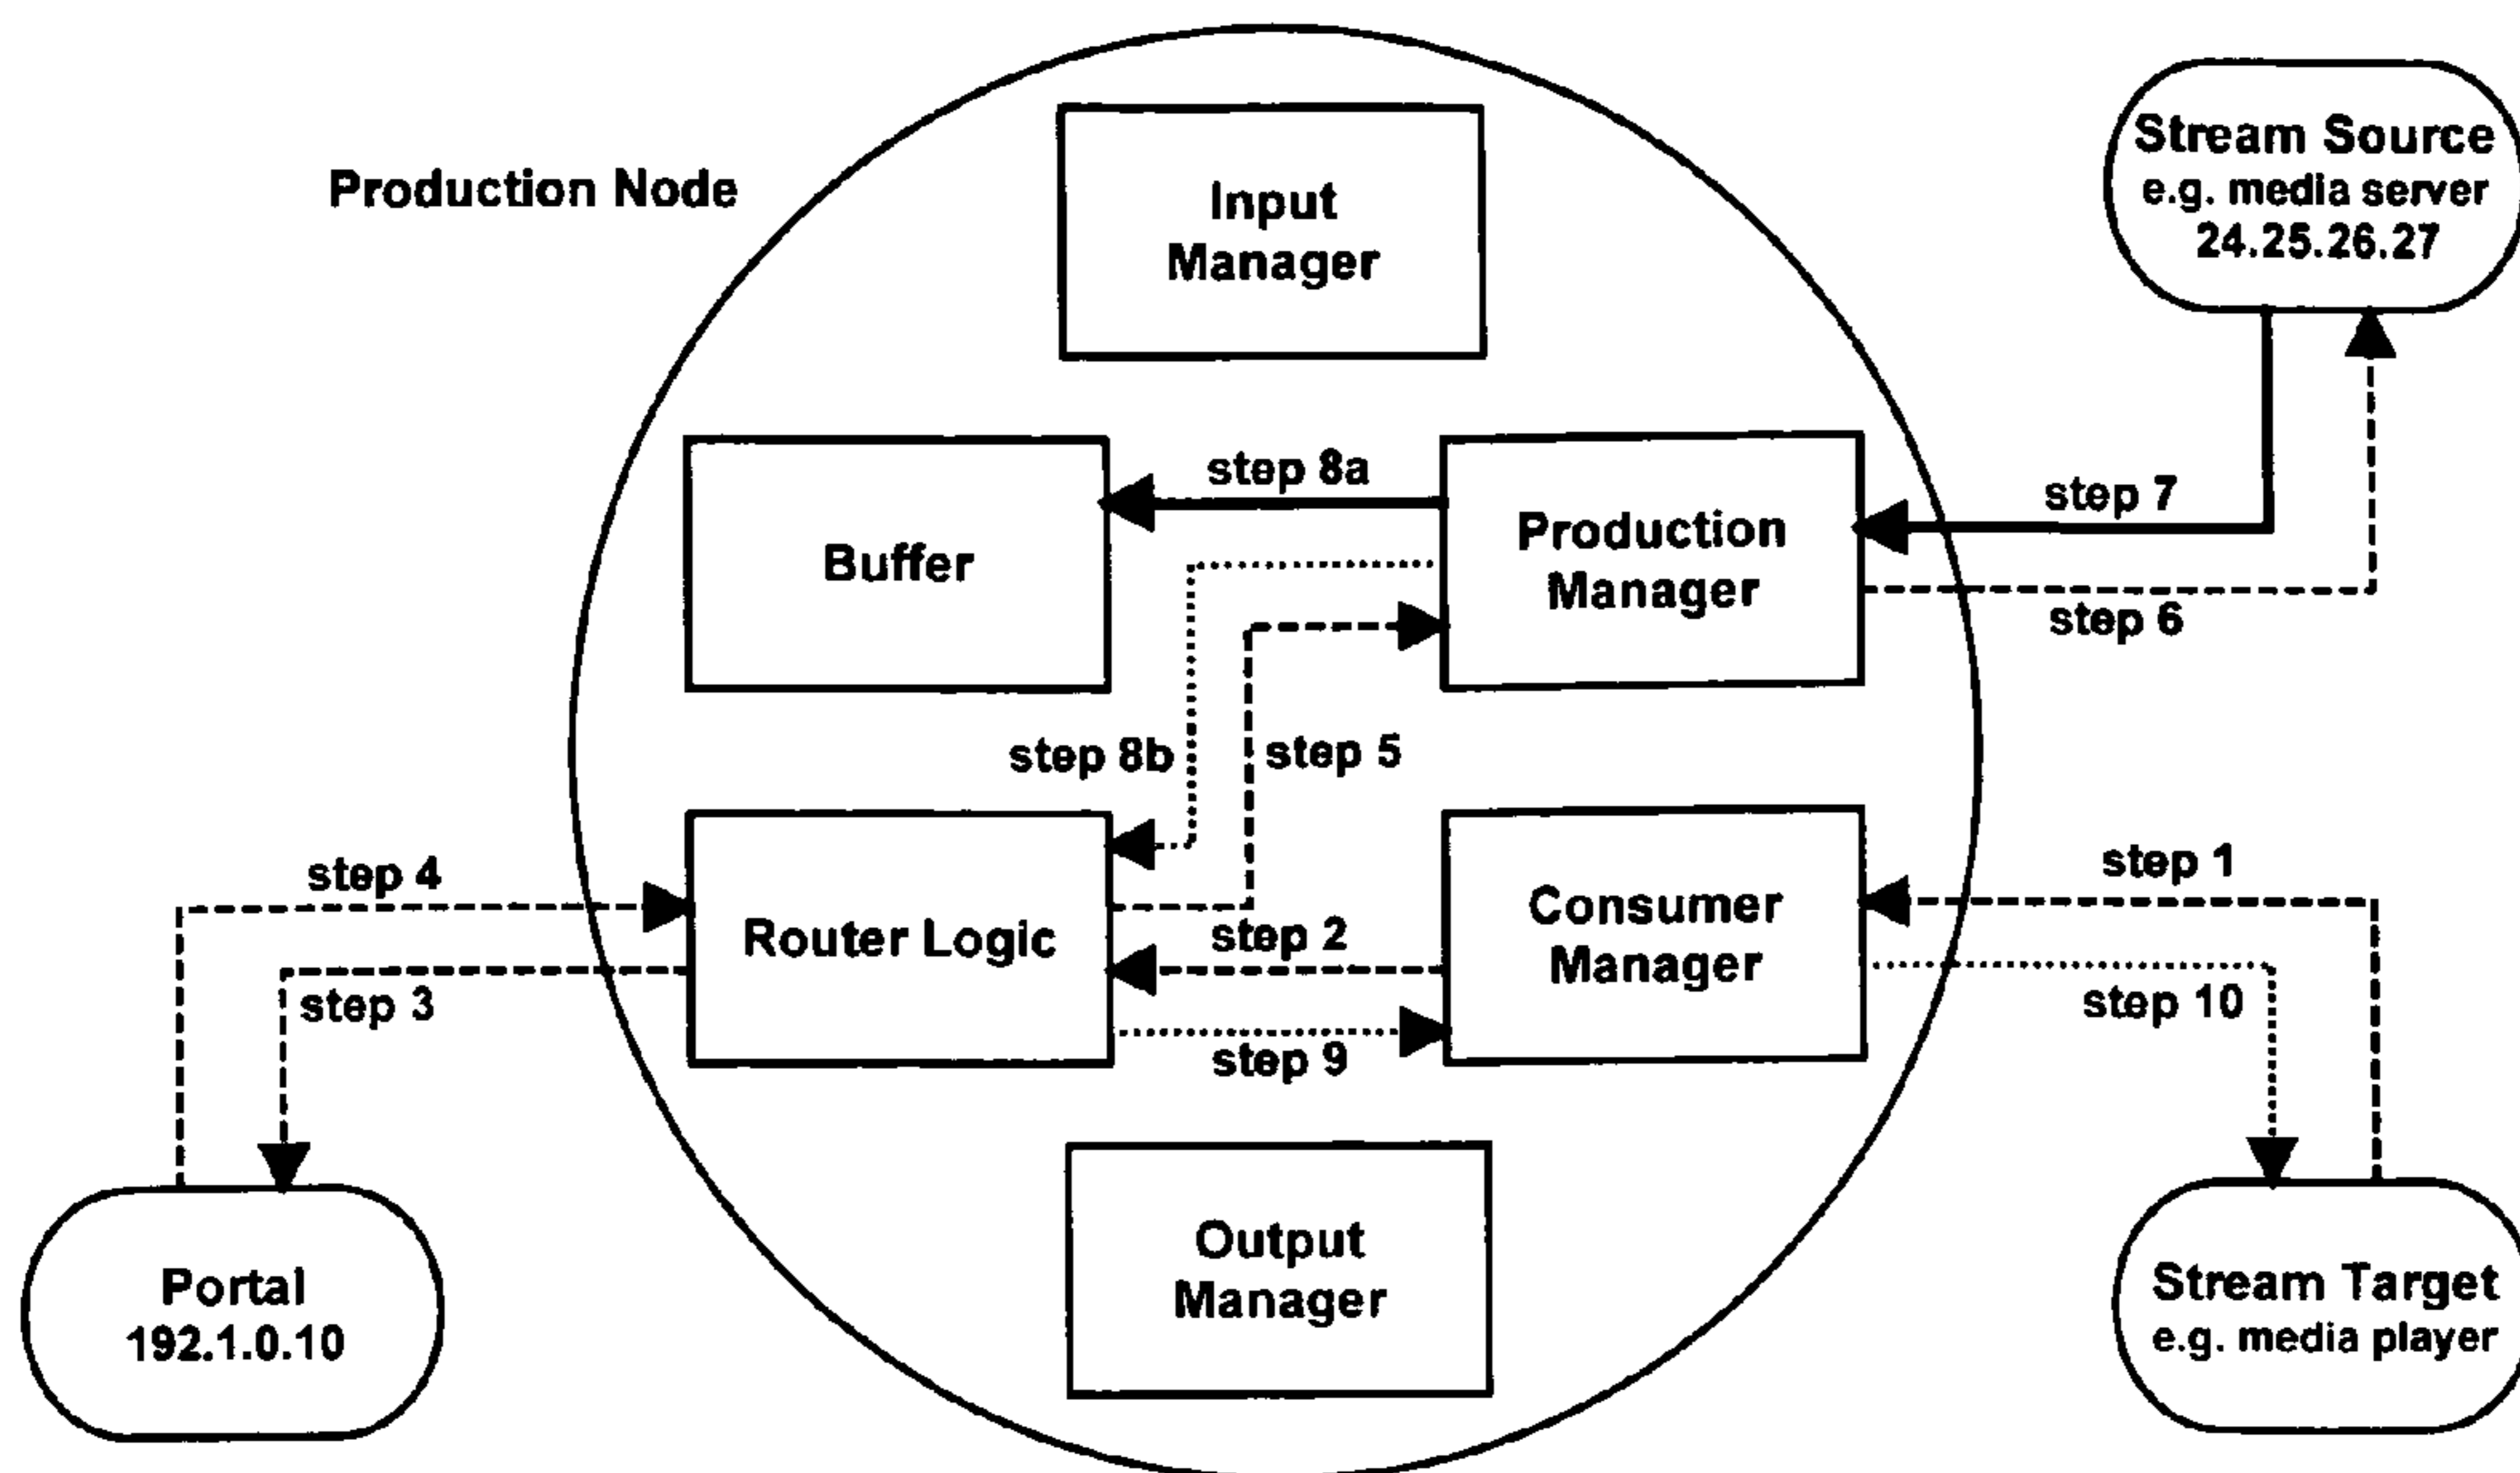 Production Node
Input
Manager
Stream Source
e.g. media server
24.25.26.27
Buffer
step 8a
Production
Manager
step 7
step 6
step 8b
step 5
step 4
step 3
Router Logic
step 2
step 9
Consumer
Manager
step 1
step 10
Portal
192.1.0.10
Output
Manager
Stream Target
e.g. media player